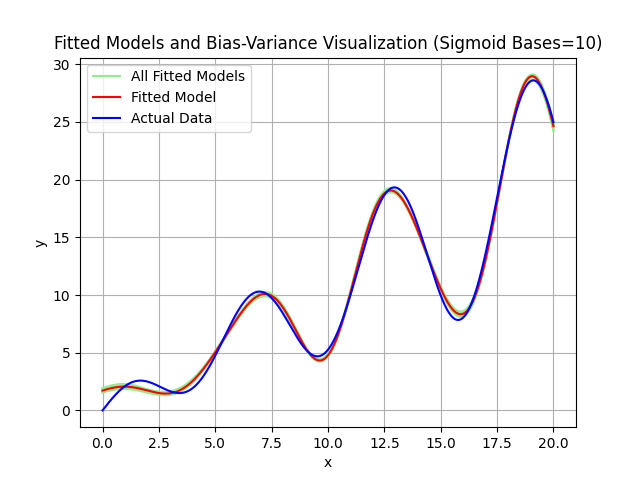 Fitted Models and Bias-Variance Visualization (Sigmoid Bases=10)
All Fitted Models
Fitted Model
Actual Data
30
25
20
15
10
5
0
y
0.0 2.5 5.0 7.5 10.0 12.5 15.0 17.5 20.0
x